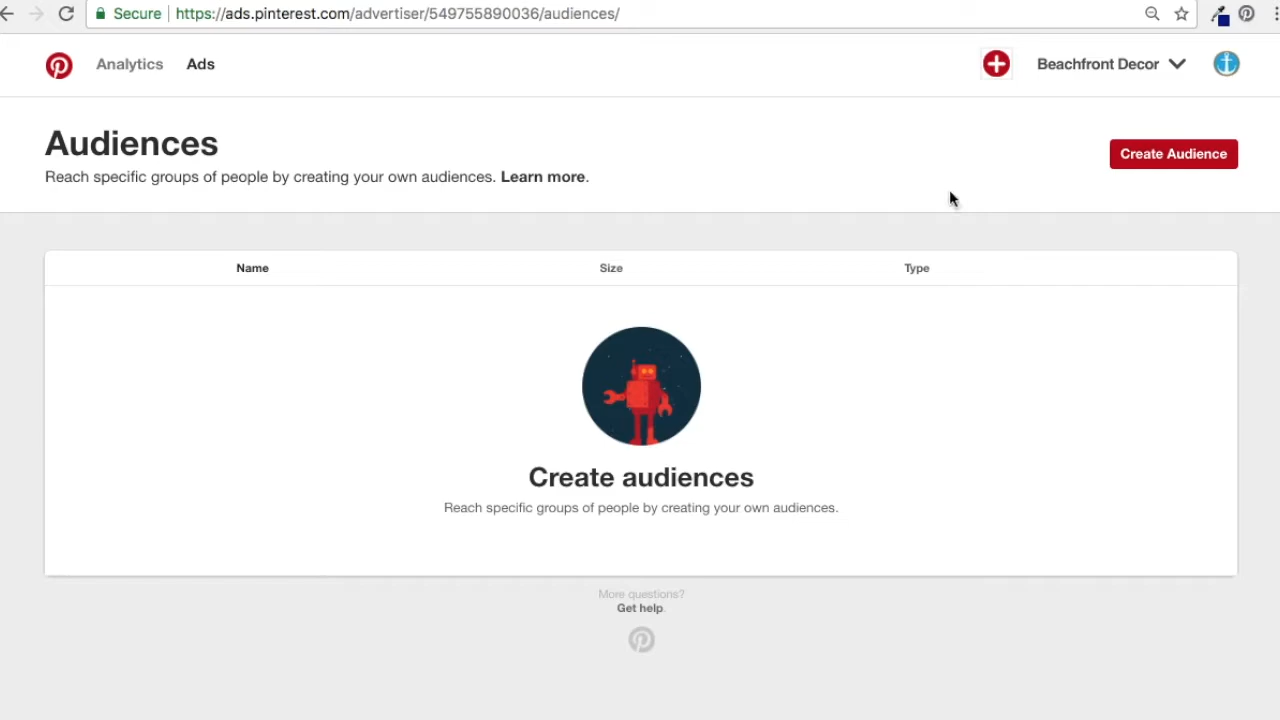 Secure https://ads.pinterest.com/advertiser/549755890036/audiences/
Analytics Ads Beachfront Decor
Audiences
Create Audience
Reach specific groups of people by creating your own audiences. Learn more.
Name Size Type
Create audiences
Reach specific groups of people by creating your own audiences.
More questions?
Get help.